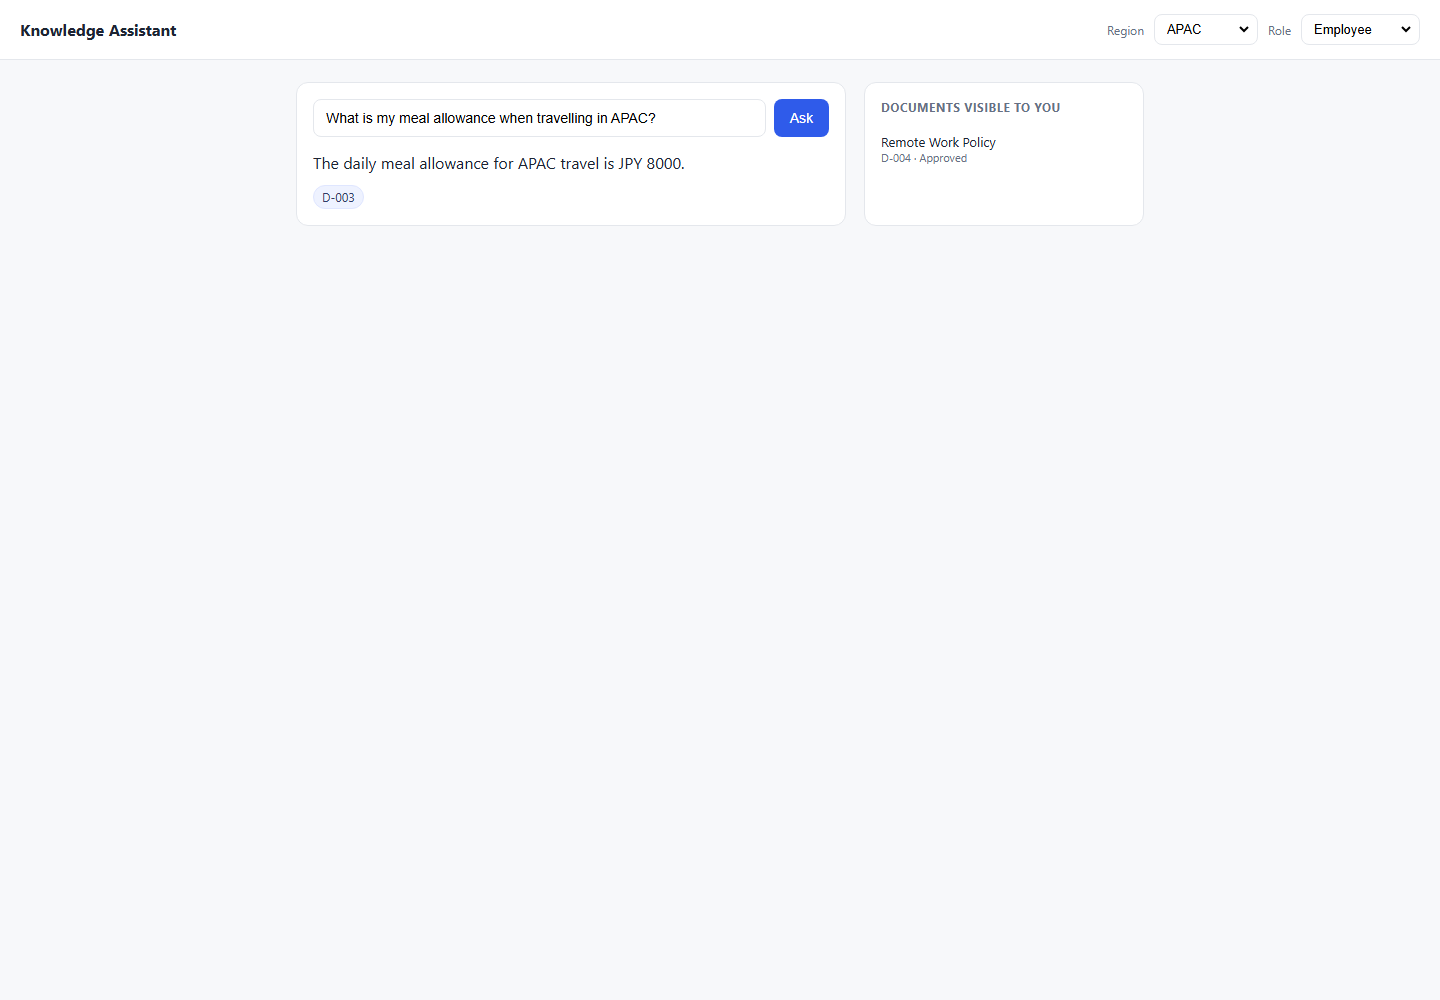 Knowledge Assistant
Region APAC Role Employee
What is my meal allowance when travelling in APAC? Ask
The daily meal allowance for APAC travel is JPY 8000.
D-003
DOCUMENTS VISIBLE TO YOU
Remote Work Policy
D-004 · Approved